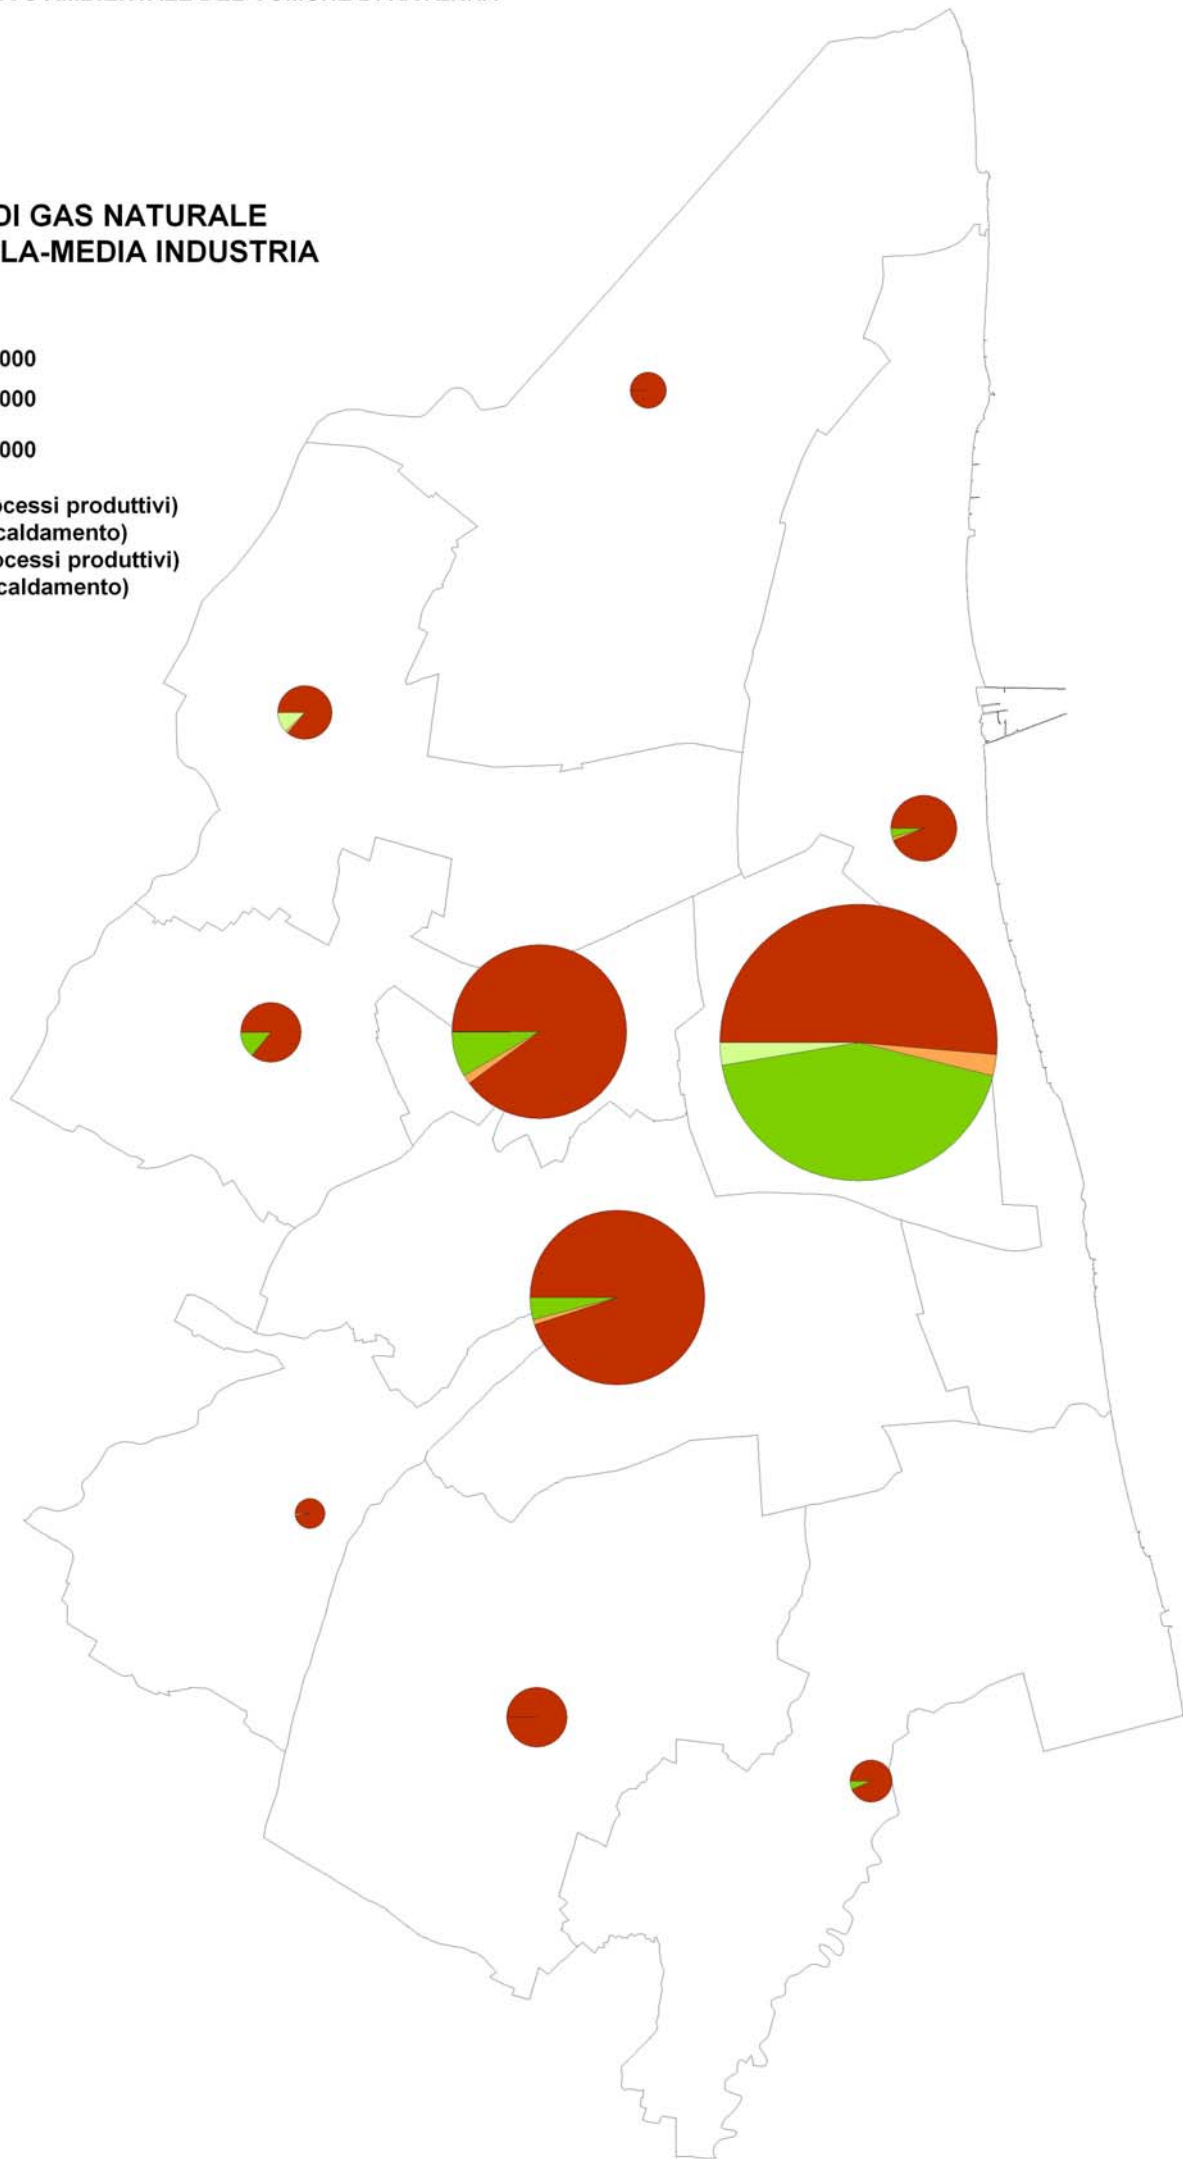 DI GAS NATURALE
LA-MEDIA INDUSTRIA
000
000
000
ocessi produttivi)
caldamento)
ocessi produttivi)
caldamento)